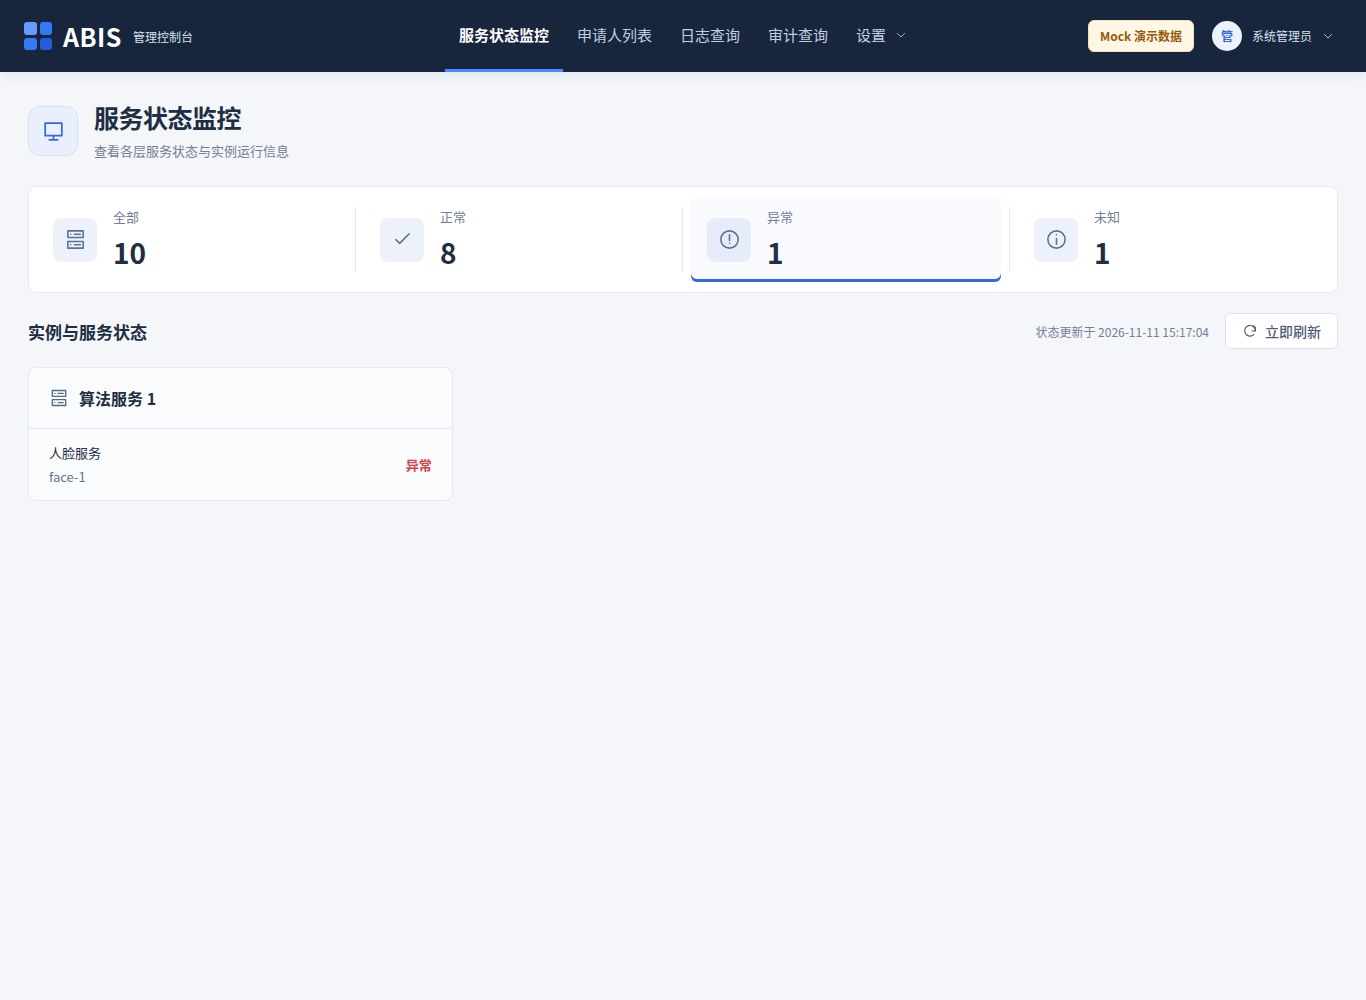 ABIS 管理控制台 服务状态监控 申请人列表 日志查询 审计查询 设置 Mock 演示数据 管 系统管理员
服务状态监控
查看各层服务状态与实例运行信息
全部 正常 异常 未知
10 8 1 1
实例与服务状态 状态更新于 2026-11-11 15:17:04 立即刷新
算法服务 1
人脸服务
face-1 异常